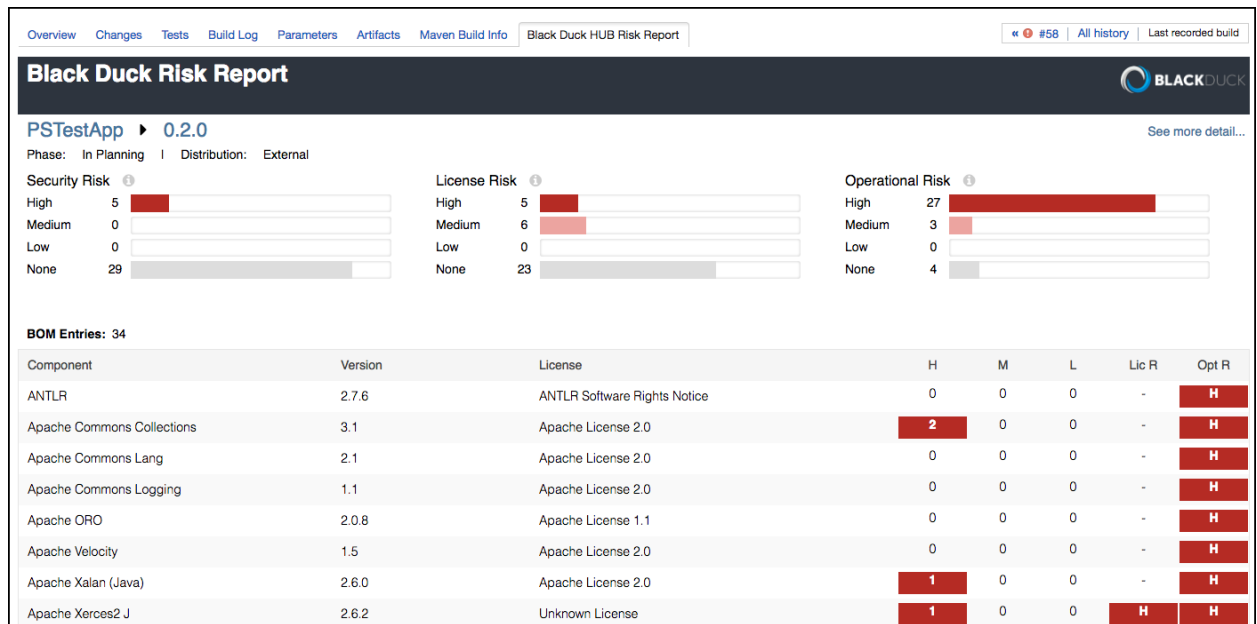 Overview Changes Tests Build Log Parameters Artifacts Maven Build Info Black Duck HUB Risk Report « #58 All history Last recorded build
Black Duck Risk Report BLACKDUCK
PSTestApp 0.2.0 See more detail...
Phase: In Planning | Distribution: External
Security Risk License Risk Operational Risk
High 5 High 5 High 27
Medium 0 Medium 6 Medium 3
Low 0 Low 0 Low 0
None 29 None 23 None 4
BOM Entries: 34
Component Version License H M L Lic R Opt R
ANTLR 2.7.6 ANTLR Software Rights Notice 0 0 0 - H
Apache Commons Collections 3.1 Apache License 2.0 2 0 0 - H
Apache Commons Lang 2.1 Apache License 2.0 0 0 0 - H
Apache Commons Logging 1.1 Apache License 2.0 0 0 0 - H
Apache ORO 2.0.8 Apache License 1.1 0 0 0 - H
Apache Velocity 1.5 Apache License 2.0 0 0 0 - H
Apache Xalan (Java) 2.6.0 Apache License 2.0 1 0 0 - H
Apache Xerces2 J 2.6.2 Unknown License 1 0 0 H H